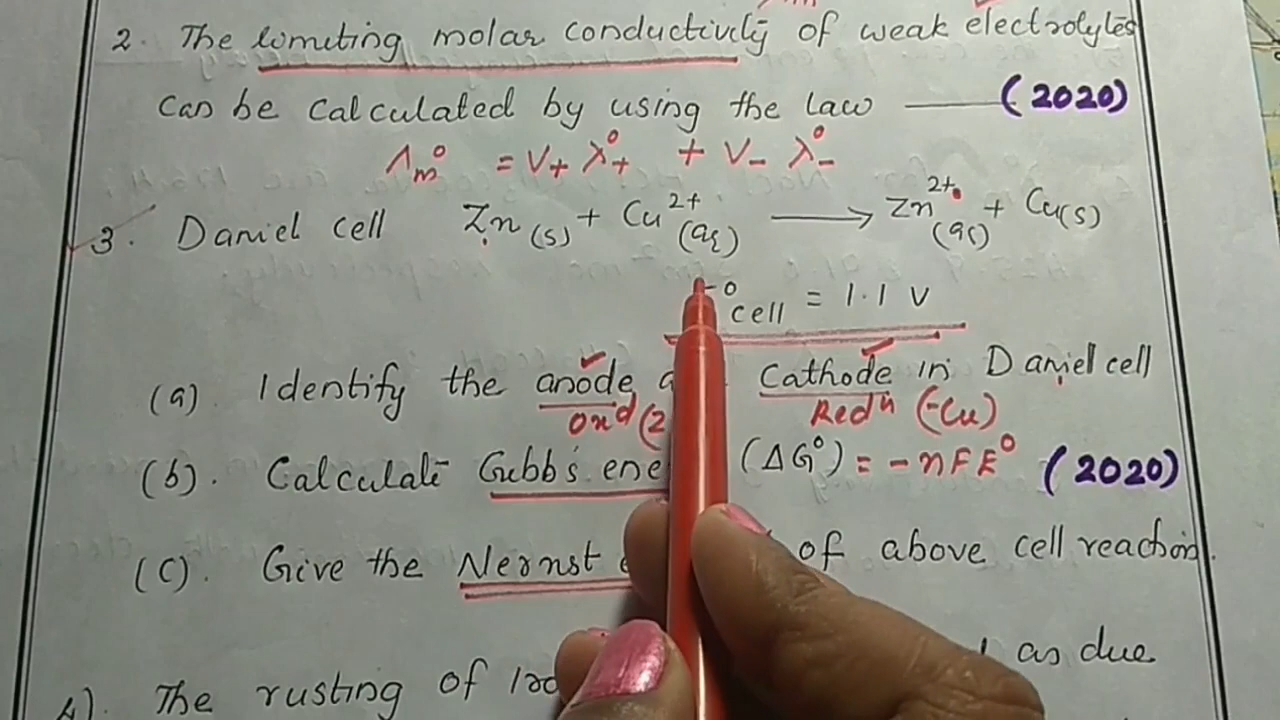 2. The limiting molar conductivity of weak electrolytes
can be calculated by using the law —— (2020)
Λm° = V+ λ°+ + V- λ°-
3. Daniel cell Zn(s) + Cu²⁺(aq) ⟶ Zn²⁺(aq) + Cu(s)
°cell = 1.1 V
(a). Identify the anode Cathode in Daniel cell
Oxd (Z Redn (-Cu)
(b). Calculate Gibb's (ΔG°) = -nFE° (2020)
(C). Give the Nernst of above cell reaction.
4). The rusting of as due